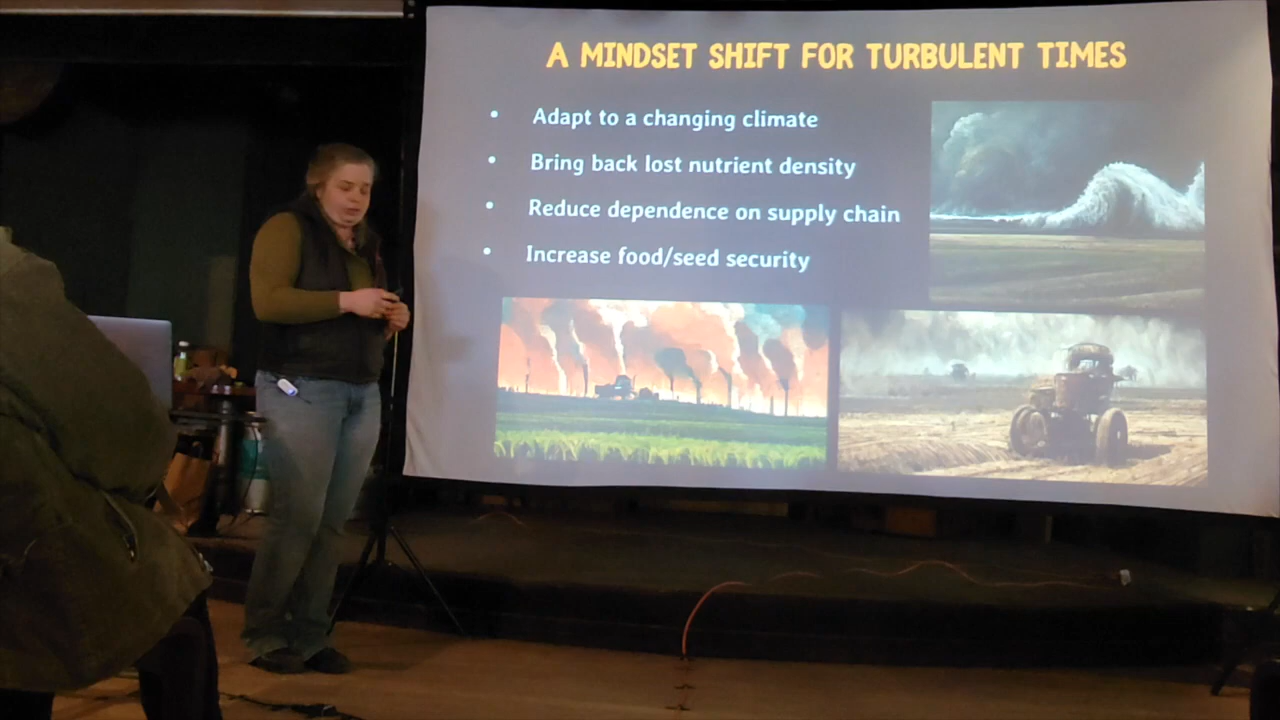 A MINDSET SHIFT FOR TURBULENT TIMES
• Adapt to a changing climate
• Bring back lost nutrient density
• Reduce dependence on supply chain
• Increase food/seed security